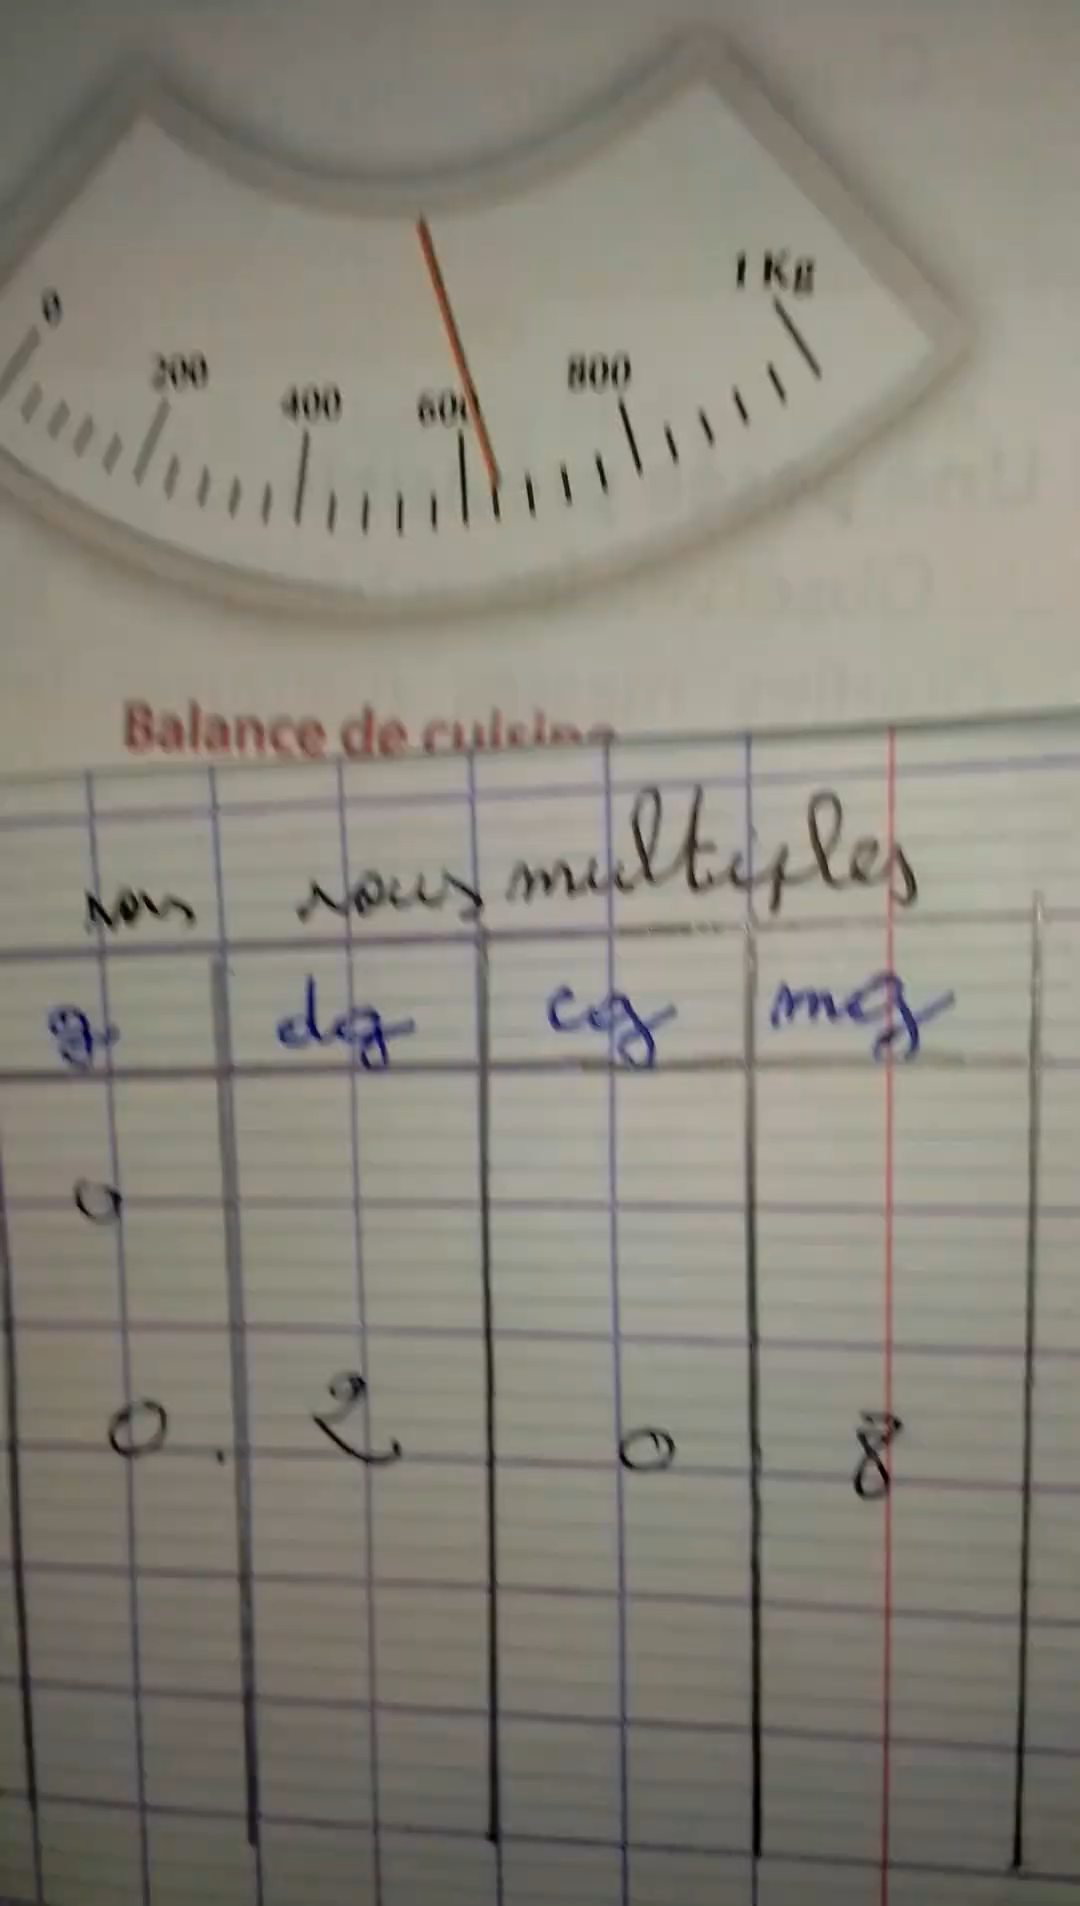 0 200 400 600 800 1 Kg
Balance de cuisine
sous multiples
g dg cg mg
0
0 . 2 0 8